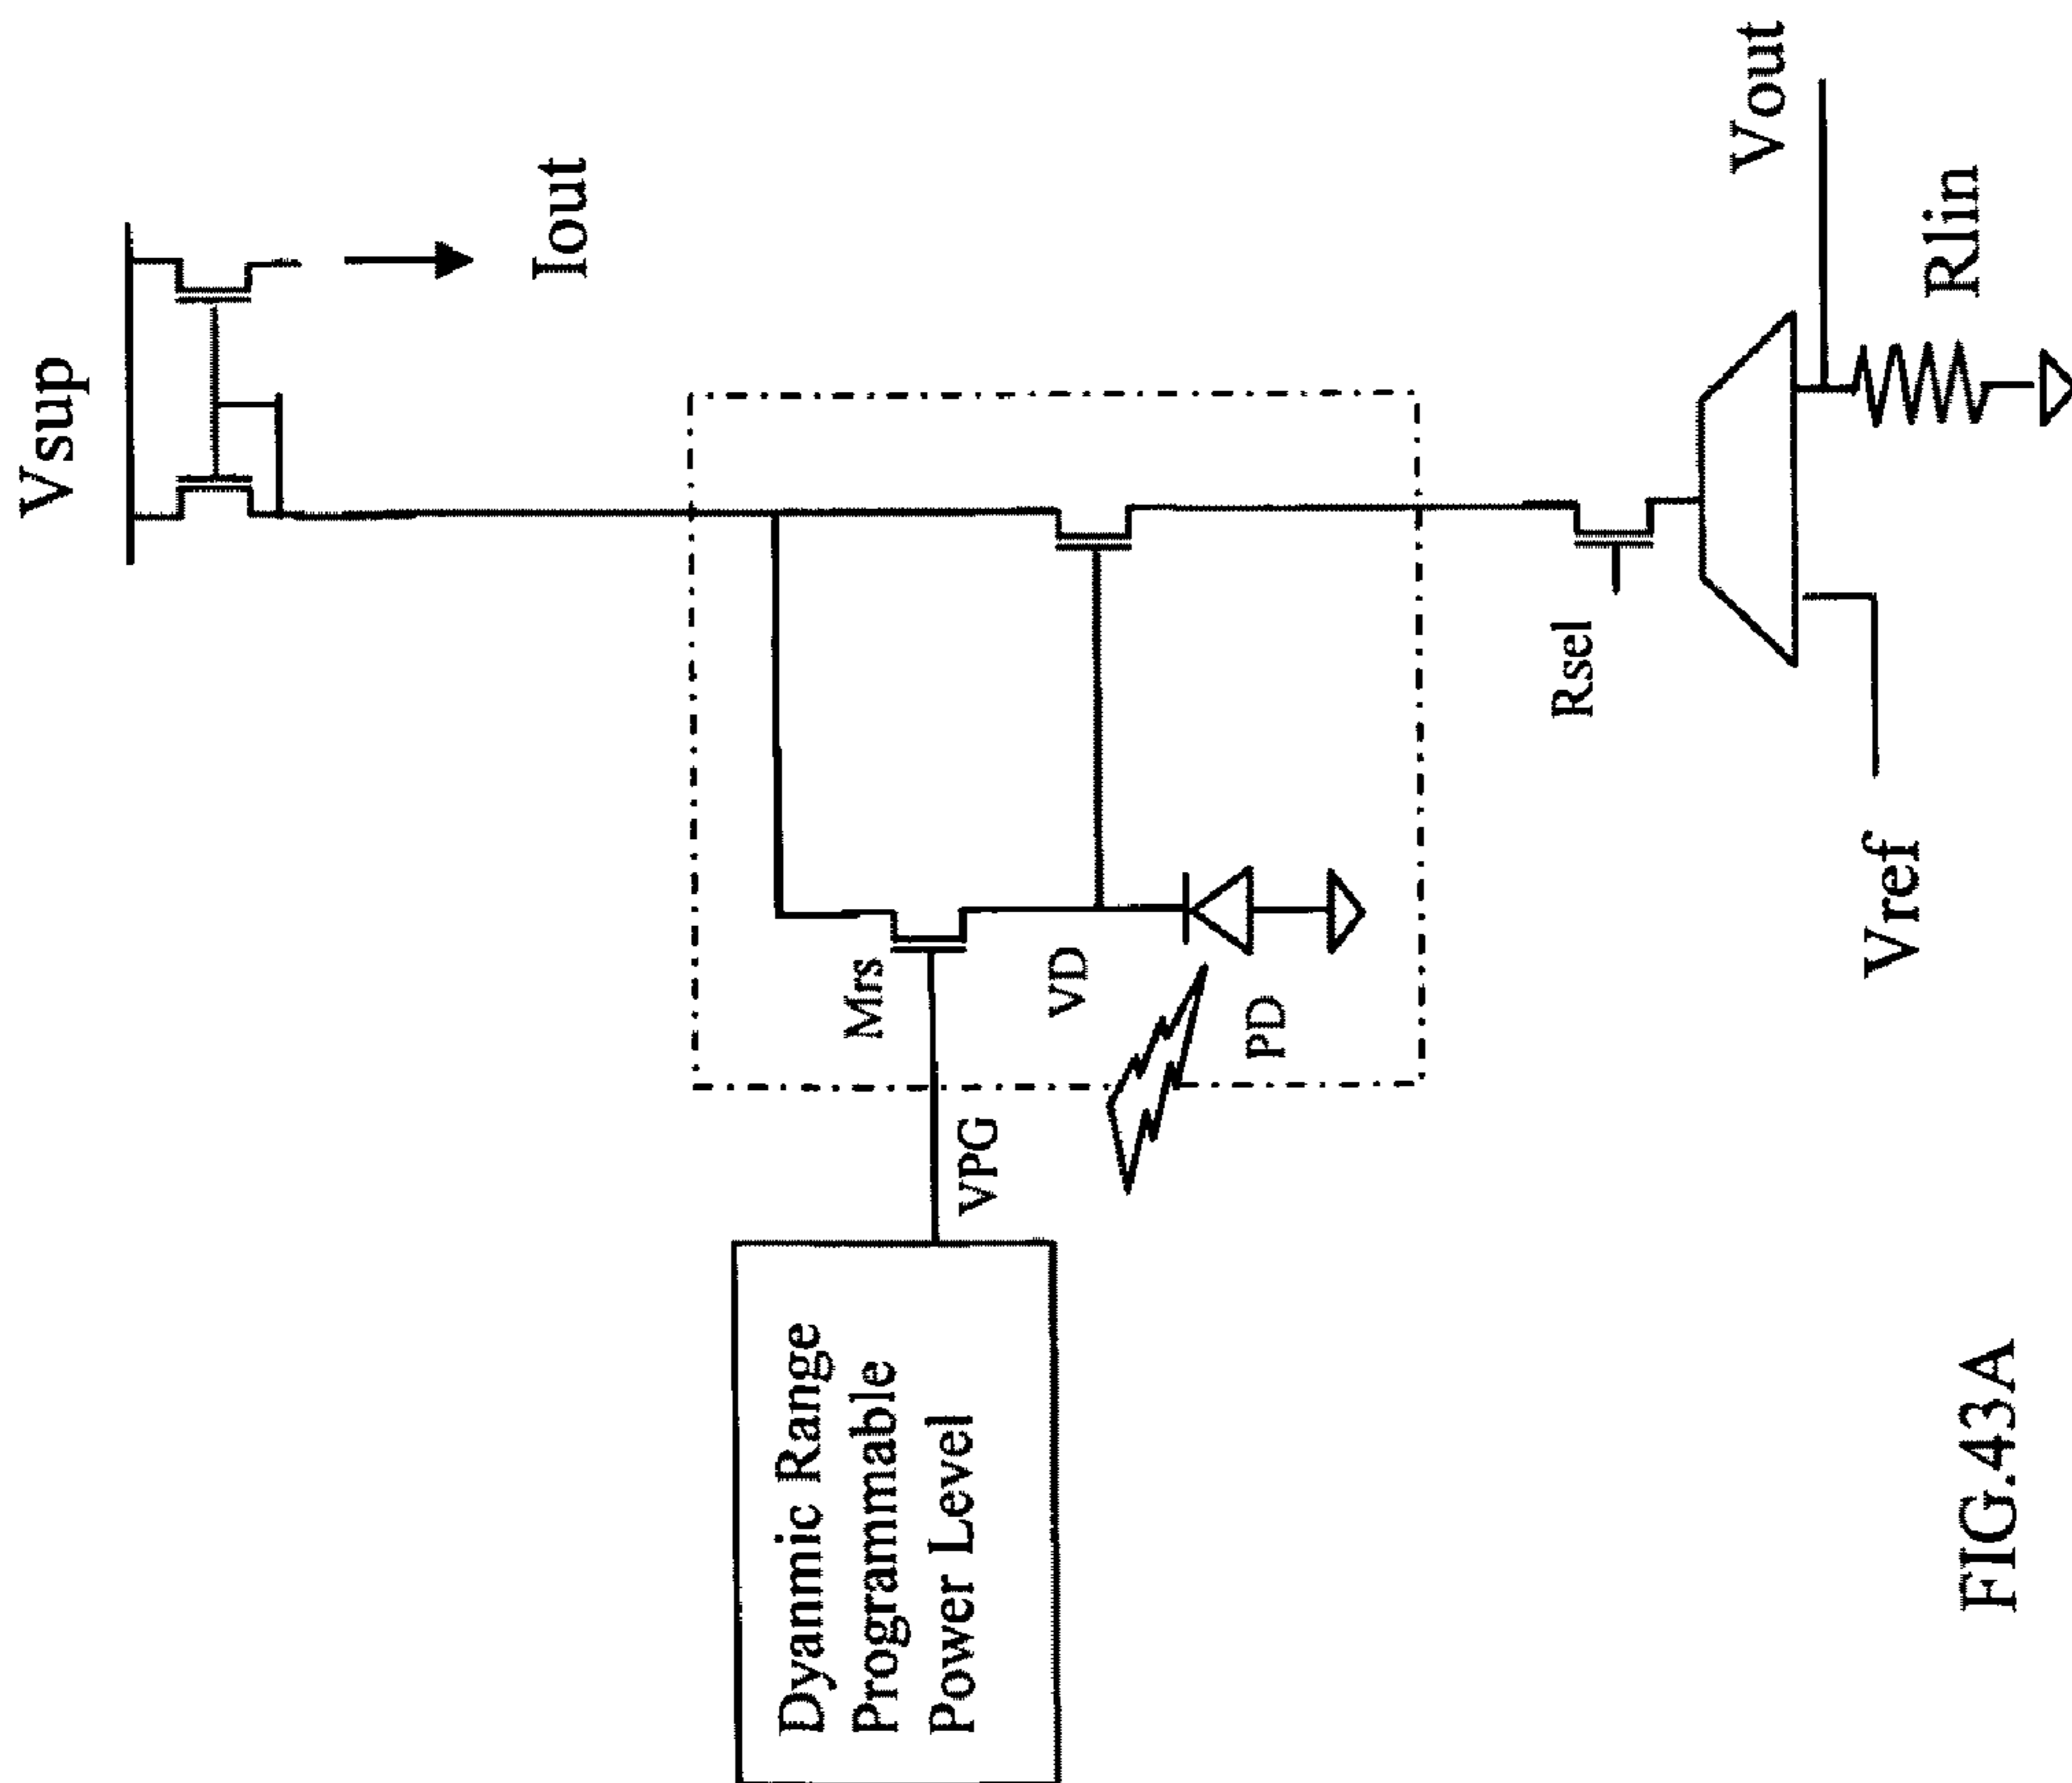 Vsup
Iout
Dyanmic Range
Programmable
Power Level
VPG
Mrs
VD
PD
Rsel
Vref
Vout
Rlin
FIG.43A